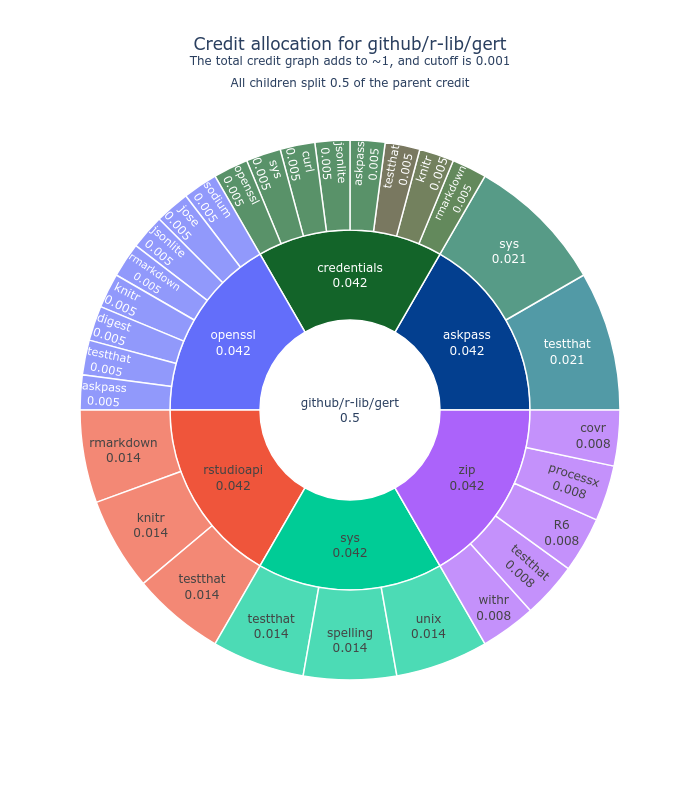 Credit allocation for github/r-lib/gert
The total credit graph adds to ~1, and cutoff is 0.001
All children split 0.5 of the parent credit
github/r-lib/gert
0.5
credentials
0.042
askpass
0.042
zip
0.042
sys
0.042
rstudioapi
0.042
openssl
0.042
openssl
0.005
sys
0.005
curl
0.005
jsonlite
0.005
askpass
0.005
testthat
0.005
knitr
0.005
rmarkdown
0.005
sys
0.021
testthat
0.021
covr
0.008
processx
0.008
R6
0.008
testthat
0.008
withr
0.008
unix
0.014
spelling
0.014
testthat
0.014
testthat
0.014
knitr
0.014
rmarkdown
0.014
askpass
0.005
testthat
0.005
digest
0.005
knitr
0.005
rmarkdown
0.005
jsonlite
0.005
jose
0.005
sodium
0.005